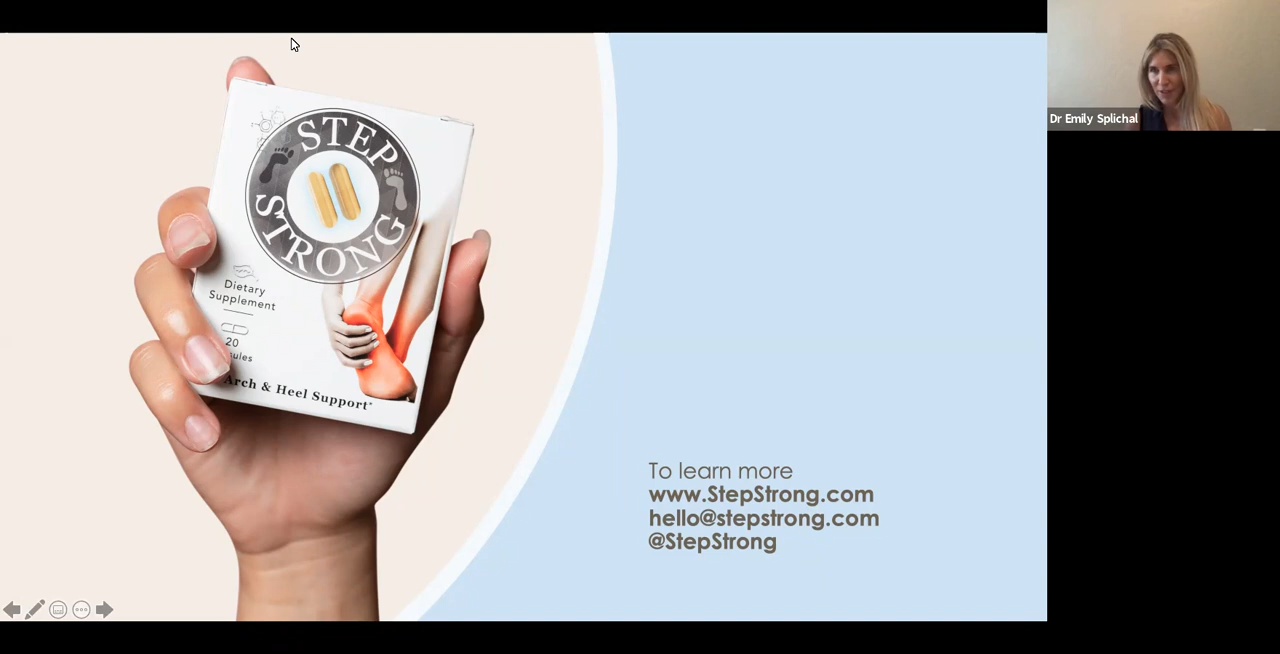 STEP
STRONG
Dietary
Supplement
20
Arch & Heel Support*
To learn more
www.StepStrong.com
hello@stepstrong.com
@StepStrong
Dr Emily Splichal